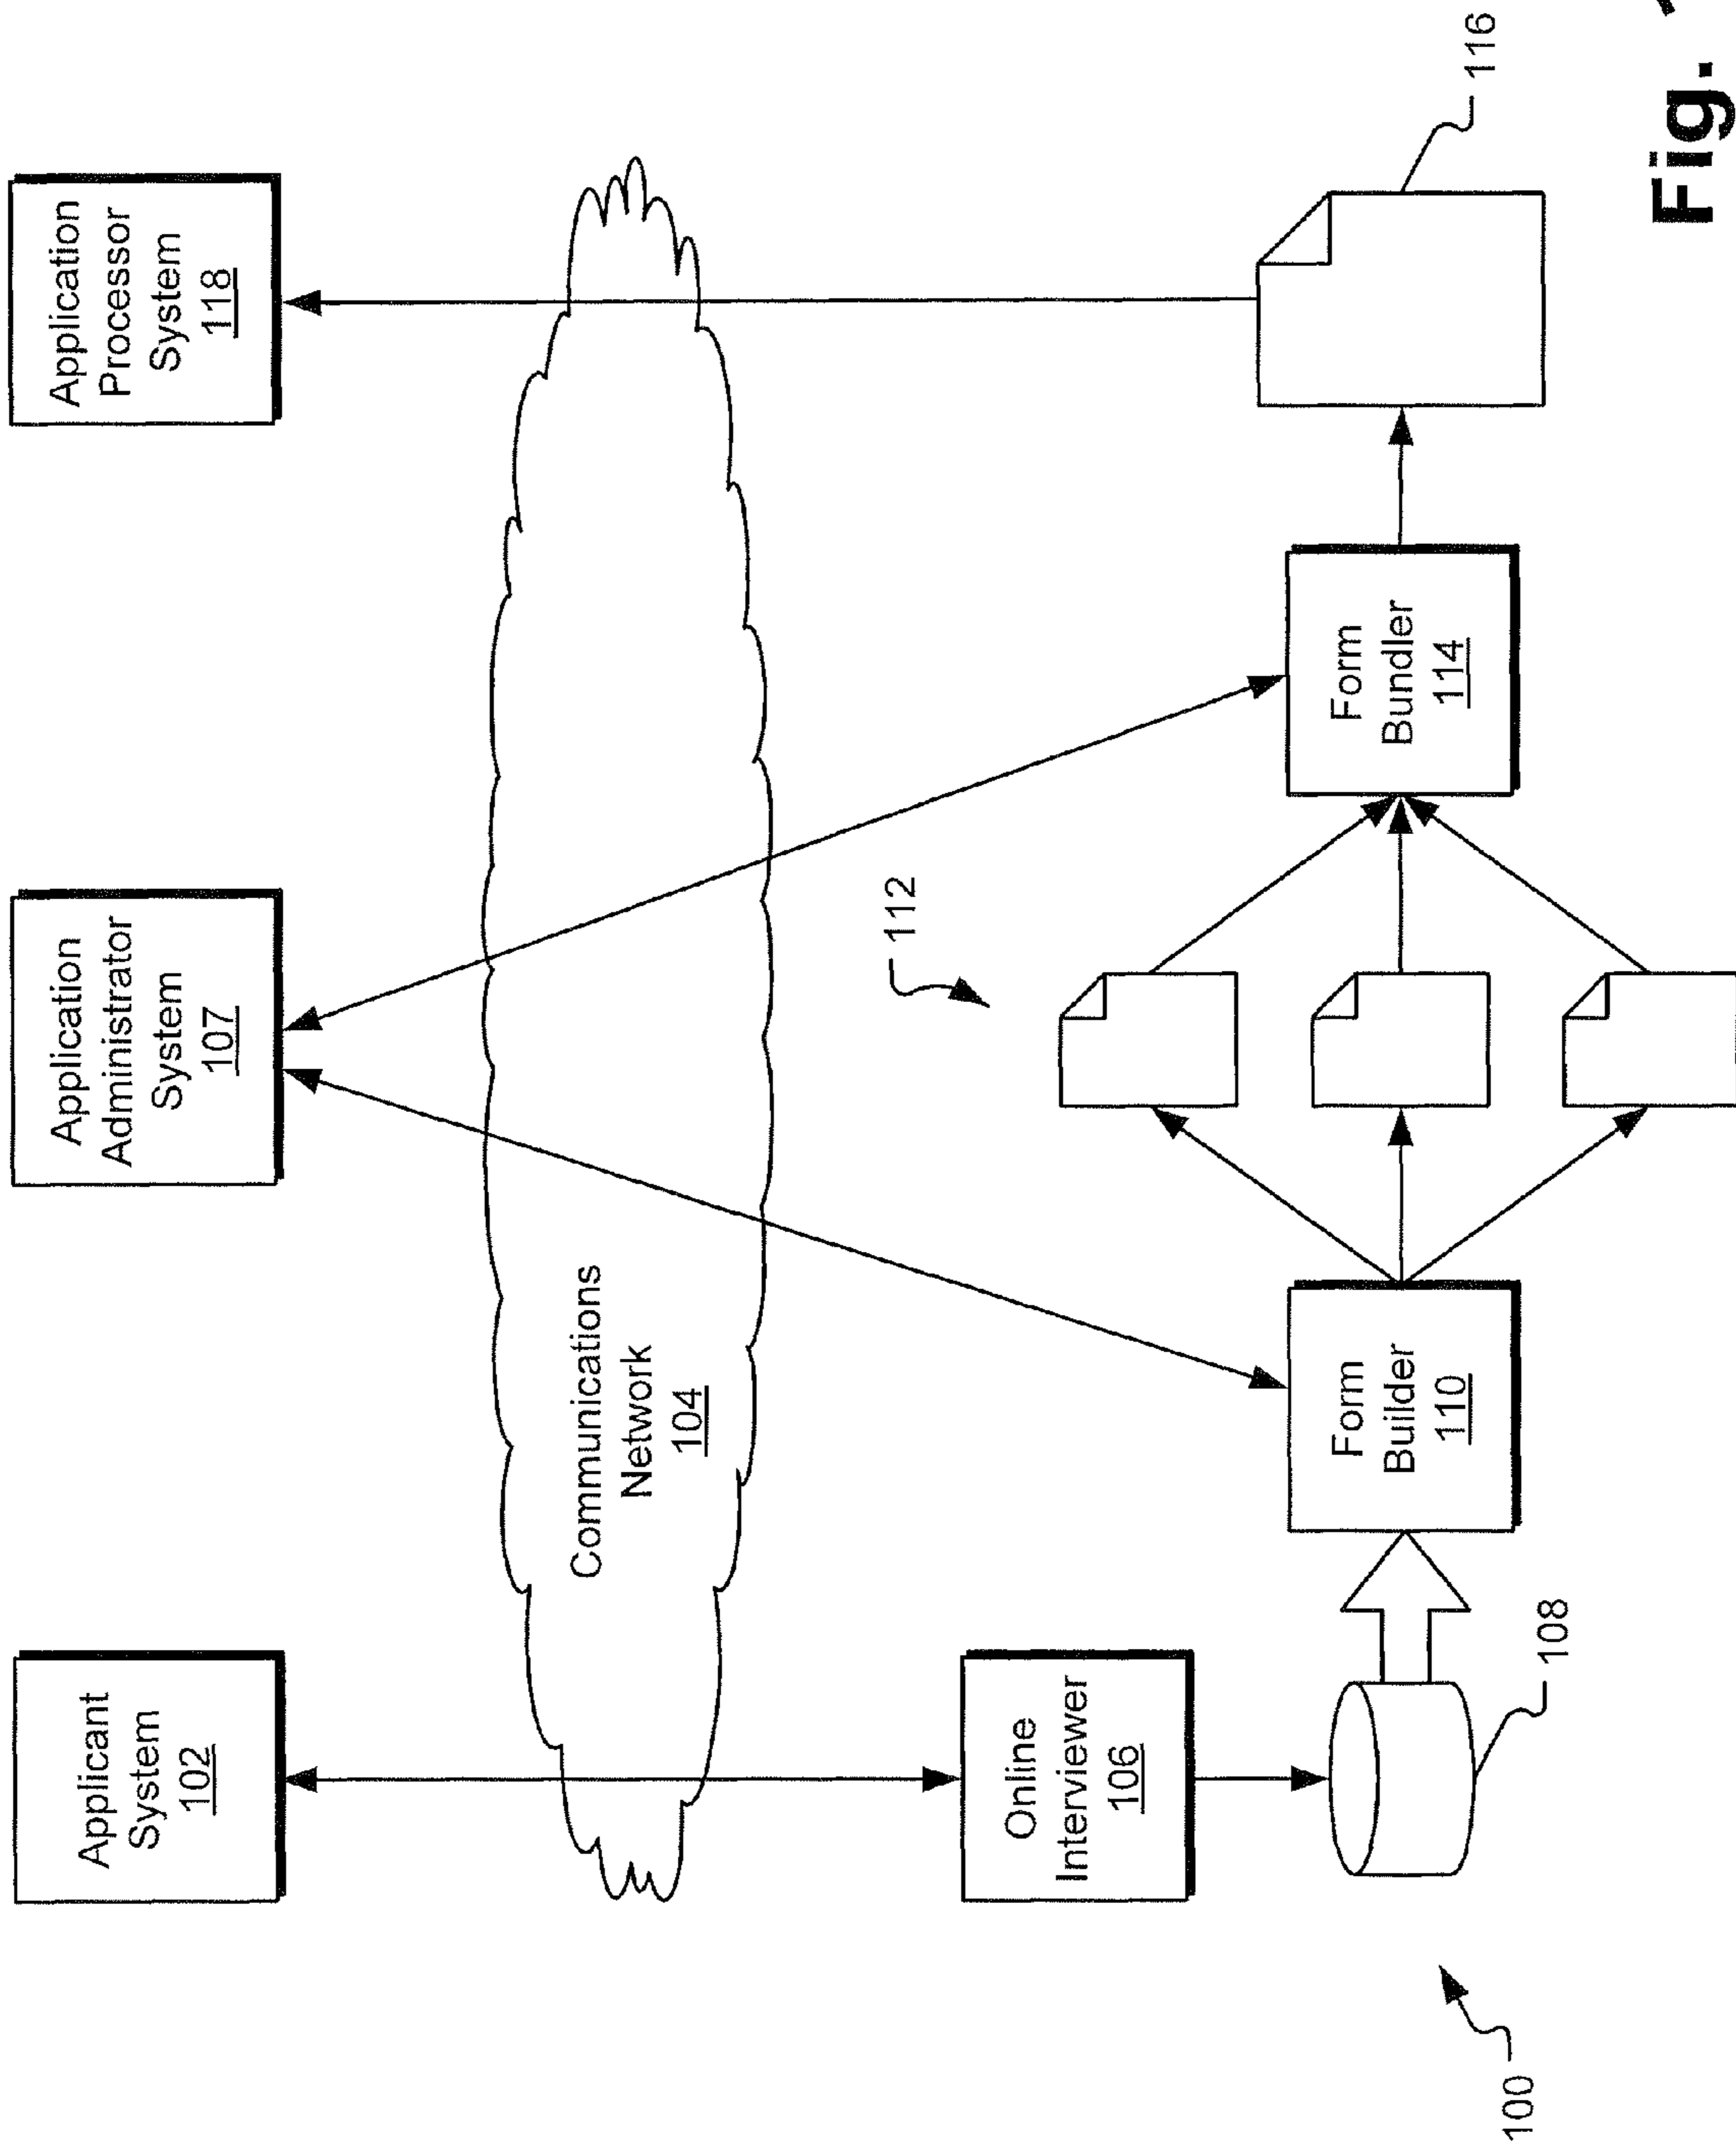 Applicant
System
102
Application
Administrator
System
107
Application
Processor
System
118
Communications
Network
104
112
Online
Interviewer
106
Form
Builder
110
Form
Bundler
114
116
108
100
Fig.